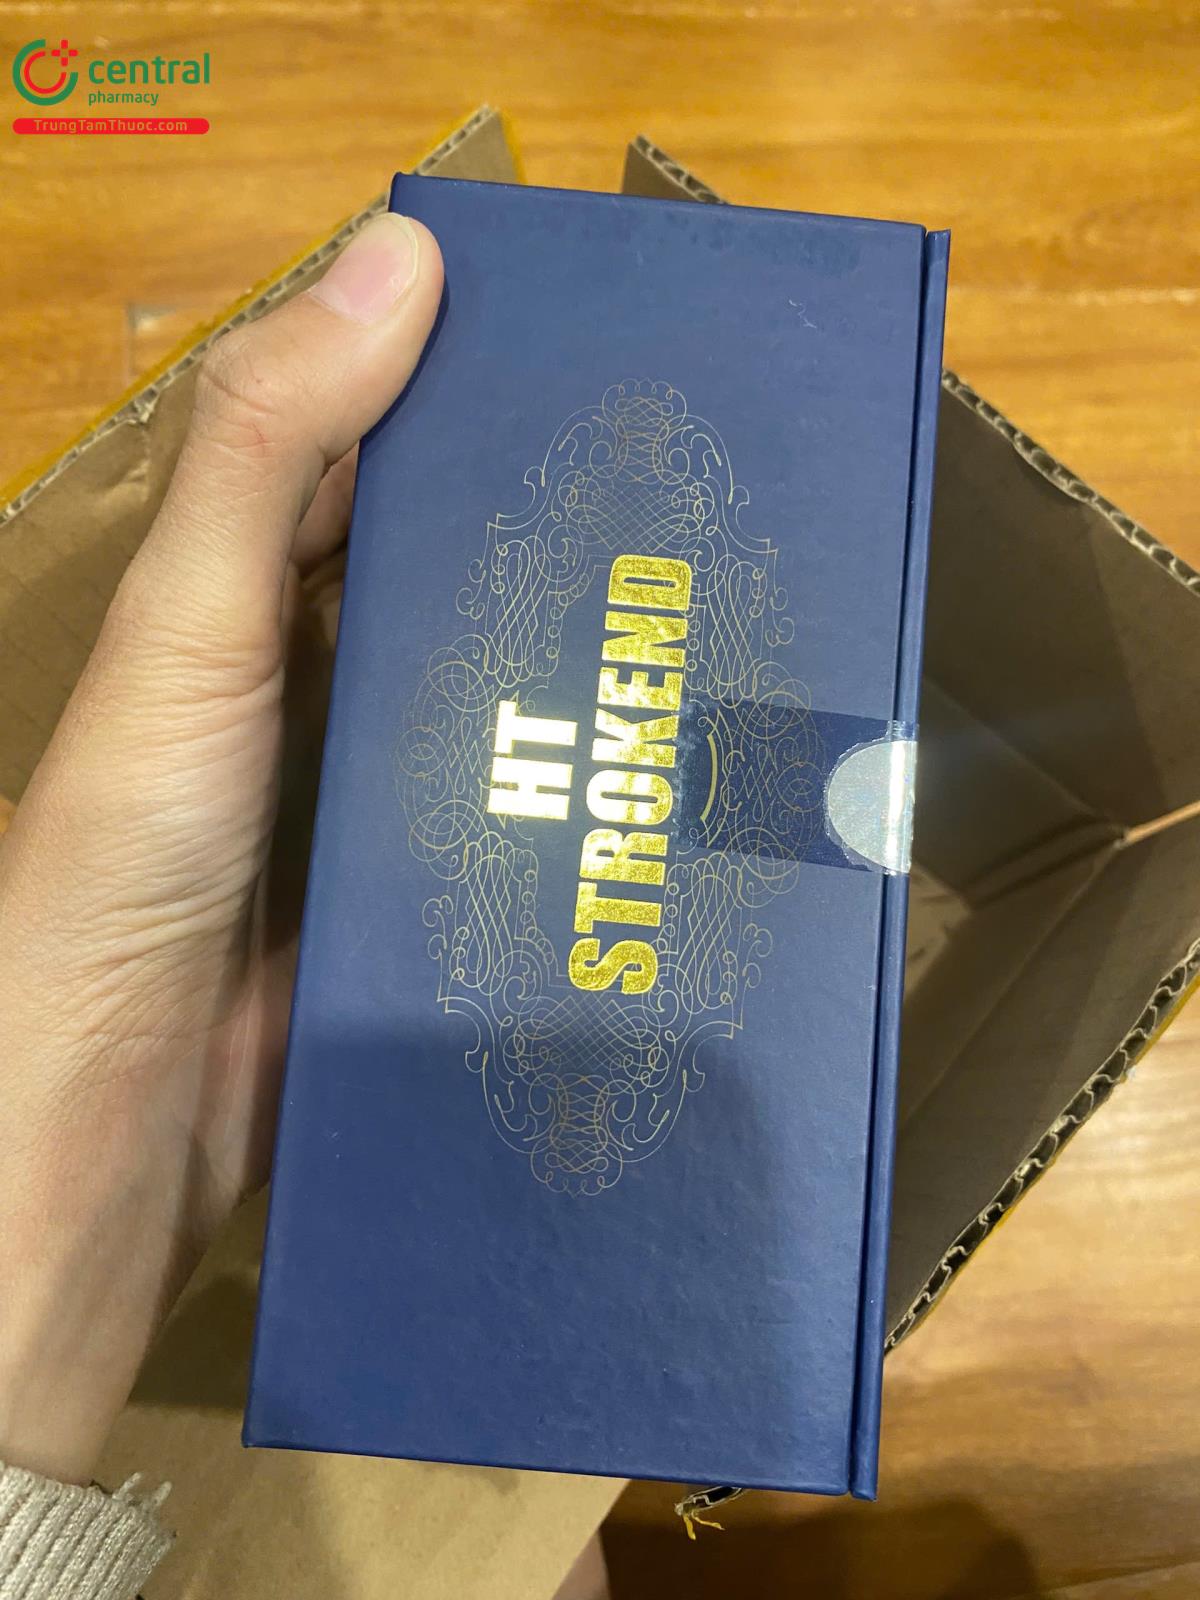 central
pharmacy
TrungTamThuoc.com
HT
STROKEND